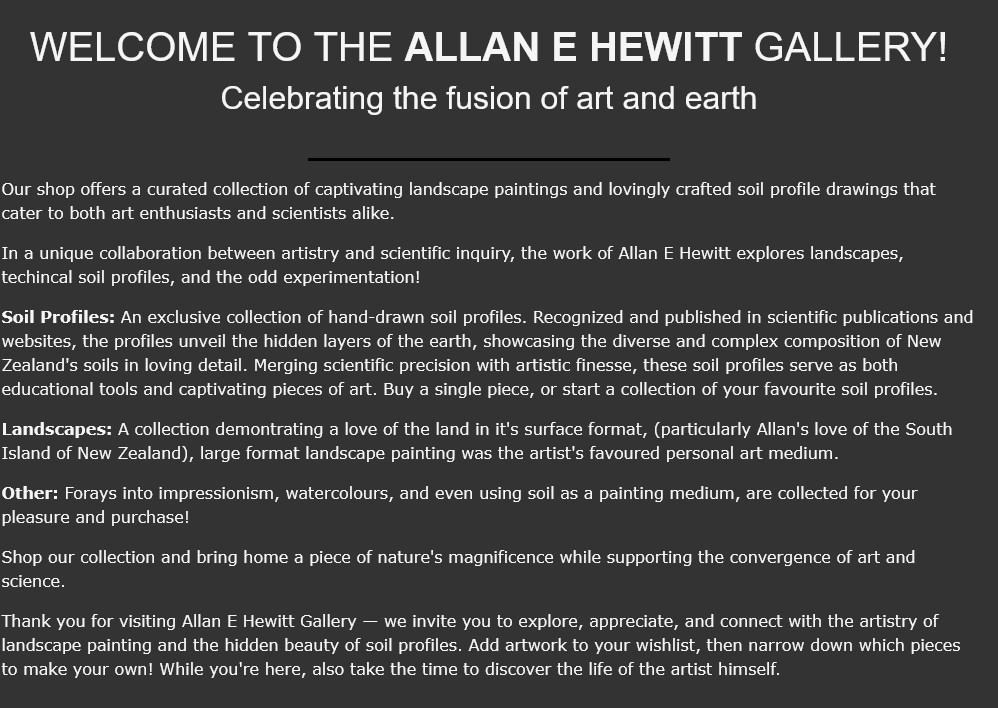 WELCOME TO THE ALLAN E HEWITT GALLERY!
Celebrating the fusion of art and earth
Our shop offers a curated collection of captivating landscape paintings and lovingly crafted soil profile drawings that
cater to both art enthusiasts and scientists alike.
In a unique collaboration between artistry and scientific inquiry, the work of Allan E Hewitt explores landscapes,
techincal soil profiles, and the odd experimentation!
Soil Profiles: An exclusive collection of hand-drawn soil profiles. Recognized and published in scientific publications and
websites, the profiles unveil the hidden layers of the earth, showcasing the diverse and complex composition of New
Zealand's soils in loving detail. Merging scientific precision with artistic finesse, these soil profiles serve as both
educational tools and captivating pieces of art. Buy a single piece, or start a collection of your favourite soil profiles.
Landscapes: A collection demontrating a love of the land in it's surface format, (particularly Allan's love of the South
Island of New Zealand), large format landscape painting was the artist's favoured personal art medium.
Other: Forays into impressionism, watercolours, and even using soil as a painting medium, are collected for your
pleasure and purchase!
Shop our collection and bring home a piece of nature's magnificence while supporting the convergence of art and
science.
Thank you for visiting Allan E Hewitt Gallery — we invite you to explore, appreciate, and connect with the artistry of
landscape painting and the hidden beauty of soil profiles. Add artwork to your wishlist, then narrow down which pieces
to make your own! While you're here, also take the time to discover the life of the artist himself.